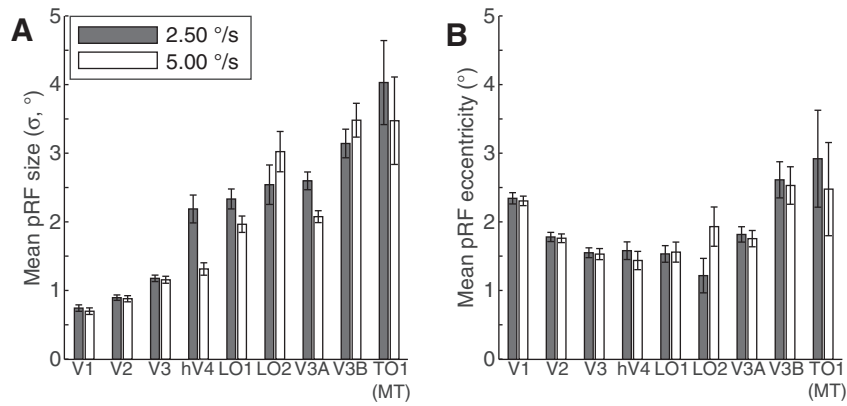 A
2.50 °/s
5.00 °/s
Mean pRF size (σ, °)
5
4
3
2
1
0
V1 V2 V3 hV4 LO1 LO2 V3A V3B TO1
(MT)
B
Mean pRF eccentricity (°)
5
4
3
2
1
0
V1 V2 V3 hV4 LO1 LO2 V3A V3B TO1
(MT)